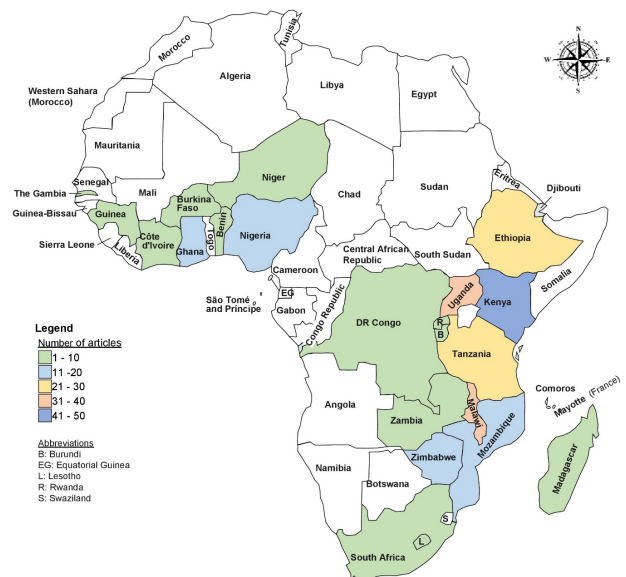 Tunisia
Morocco
Algeria
Libya
Egypt
N
W
E
S
Western Sahara
(Morocco)
Mauritania
Senegal
Mali
Niger
Chad
Sudan
Eritrea
Djibouti
The Gambia
Guinea-Bissau
Guinea
Burkina
Faso
Benin
Togo
Côte
d'Ivoire
Ghana
Nigeria
Ethiopia
Sierra Leone
Liberia
Cameroon
Central African
Republic
South Sudan
Somalia
EG
São Tomé
and Principe
Gabon
Congo Republic
DR Congo
Uganda
Kenya
R
B
Tanzania
Legend
Number of articles
1 - 10
11 -20
21 - 30
31 - 40
41 - 50
Abbreviations
B: Burundi
EG: Equatorial Guinea
L: Lesotho
R: Rwanda
S: Swaziland
Angola
Zambia
Malawi
Mozambique
Comoros
Mayotte (France)
Zimbabwe
Namibia
Botswana
Madagascar
S
L
South Africa